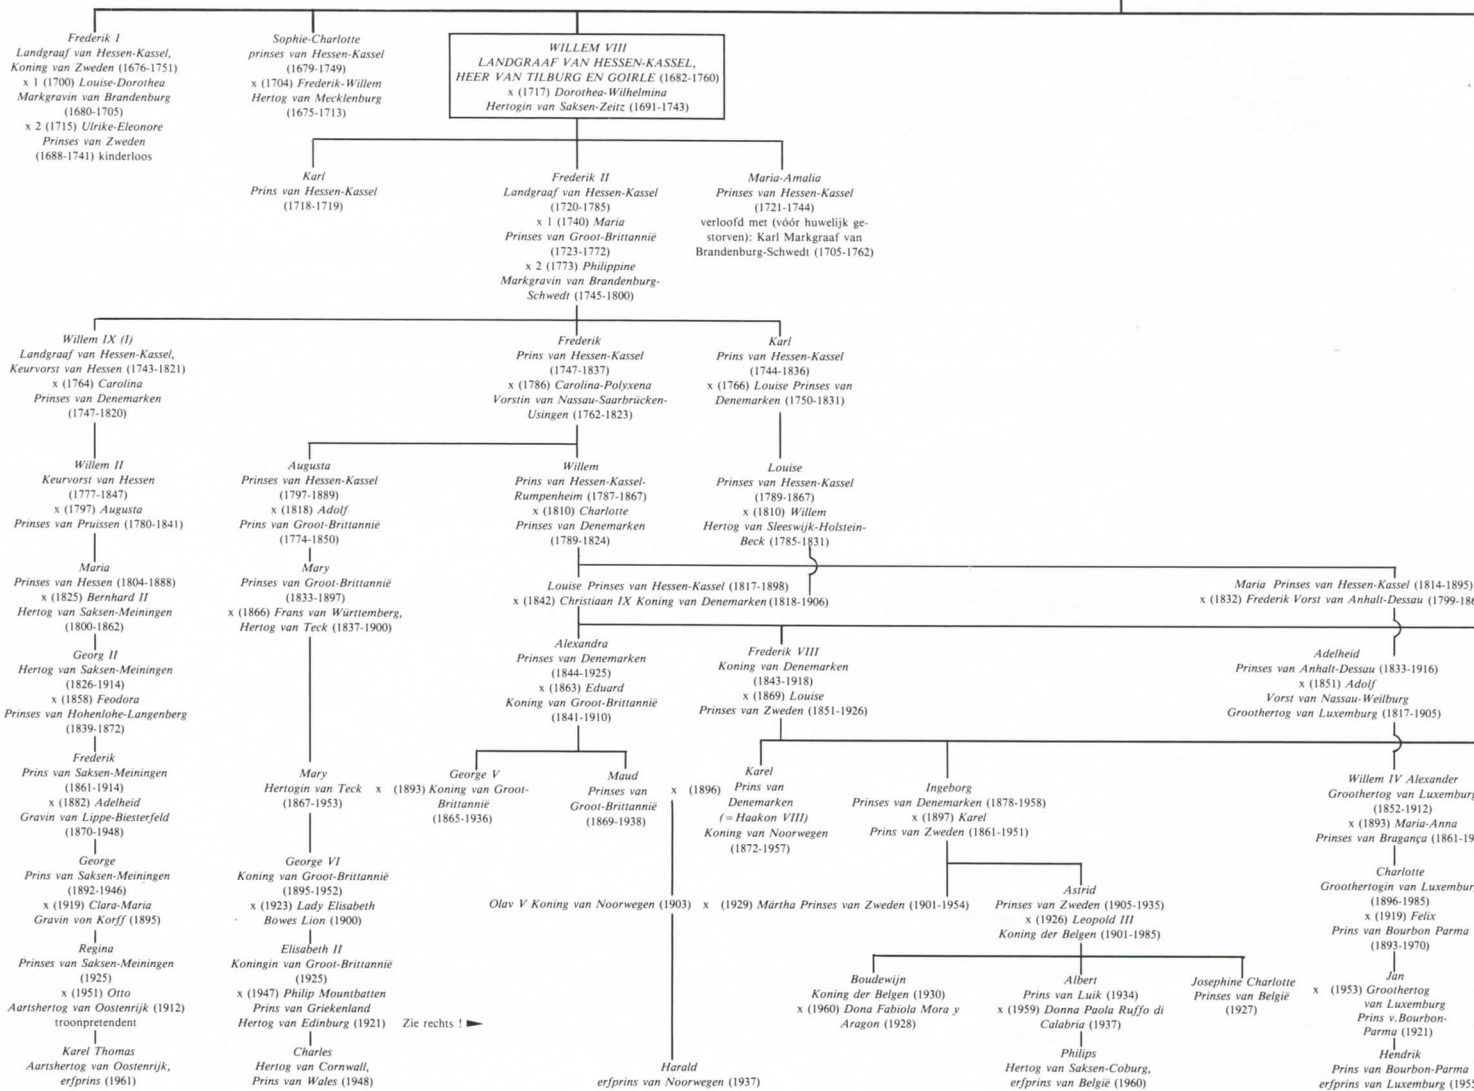 Frederik I
Landgraaf van Hessen-Kassel,
Koning van Zweden (1676-1751)
x 1 (1700) Louise-Dorothea
Markgravin van Brandenburg
(1680-1705)
x 2 (1715) Ulrike-Eleonore
Prinses van Zweden
(1688-1741) kinderloos
Sophie-Charlotte
prinses van Hessen-Kassel
(1679-1749)
x (1704) Frederik-Willem
Hertog van Mecklenburg
(1675-1713)
WILLEM VIII
LANDGRAAF VAN HESSEN-KASSEL,
HEER VAN TILBURG EN GOIRLE (1682-1760)
x (1717) Dorothea-Wilhelmina
Hertogin van Saksen-Zeitz (1691-1743)
Karl
Prins van Hessen-Kassel
(1718-1719)
Frederik II
Landgraaf van Hessen-Kassel
(1720-1785)
x 1 (1740) Maria
Prinses van Groot-Brittannië
(1723-1772)
x 2 (1773) Philippine
Markgravin van Brandenburg-
Schwedt (1745-1800)
Maria-Amalia
Prinses van Hessen-Kassel
(1721-1744)
verloofd met (vóór huwelijk ge-
storven): Karl Markgraaf van
Brandenburg-Schwedt (1705-1762)
Willem IX (I)
Landgraaf van Hessen-Kassel,
Keurvorst van Hessen (1743-1821)
x (1764) Carolina
Prinses van Denemarken
(1747-1820)
Frederik
Prins van Hessen-Kassel
(1747-1837)
x (1786) Carolina-Polyxena
Vorstin van Nassau-Saarbrücken-
Usingen (1762-1823)
Karl
Prins van Hessen-Kassel
(1744-1836)
x (1766) Louise Prinses van
Denemarken (1750-1831)
Willem II
Keurvorst van Hessen
(1777-1847)
x (1797) Augusta
Prinses van Pruissen (1780-1841)
Augusta
Prinses van Hessen-Kassel
(1797-1889)
x (1818) Adolf
Prins van Groot-Brittannië
(1774-1850)
Willem
Prins van Hessen-Kassel-
Rumpenheim (1787-1867)
x (1810) Charlotte
Prinses van Denemarken
(1789-1824)
Louise
Prinses van Hessen-Kassel
(1789-1867)
x (1810) Willem
Hertog van Sleeswijk-Holstein-
Beck (1785-1831)
Maria
Prinses van Hessen (1804-1888)
x (1825) Bernhard II
Hertog van Saksen-Meiningen
(1800-1862)
Mary
Prinses van Groot-Brittannië
(1833-1897)
x (1866) Frans van Württemberg,
Hertog van Teck (1837-1900)
Louise Prinses van Hessen-Kassel (1817-1898)
x (1842) Christiaan IX Koning van Denemarken (1818-1906)
Maria Prinses van Hessen-Kassel (1814-1895)
x (1832) Frederik Vorst van Anhalt-Dessau (1799-186
Georg II
Hertog van Saksen-Meiningen
(1826-1914)
x (1858) Feodora
Prinses van Hohenlohe-Langenberg
(1839-1872)
Alexandra
Prinses van Denemarken
(1844-1925)
x (1863) Eduard
Koning van Groot-Brittannië
(1841-1910)
Frederik VIII
Koning van Denemarken
(1843-1918)
x (1869) Louise
Prinses van Zweden (1851-1926)
Adelheid
Prinses van Anhalt-Dessau (1833-1916)
x (1851) Adolf
Vorst van Nassau-Weilburg
Groothertog van Luxemburg (1817-1905)
Frederik
Prins van Saksen-Meiningen
(1861-1914)
x (1882) Adelheid
Gravin van Lippe-Biesterfeld
(1870-1948)
Mary
Hertogin van Teck
(1867-1953)
x (1893)
George V
Koning van Groot-
Brittannië
(1865-1936)
Maud
Prinses van
Groot-Brittannië
(1869-1938)
x (1896)
Karel
Prins van
Denemarken
(= Haakon VIII)
Koning van Noorwegen
(1872-1957)
Ingeborg
Prinses van Denemarken (1878-1958)
x (1897) Karel
Prins van Zweden (1861-1951)
Willem IV Alexander
Groothertog van Luxemburg
(1852-1912)
x (1893) Maria-Anna
Prinses van Bragança (1861-19
George
Prins van Saksen-Meiningen
(1892-1946)
x (1919) Clara-Maria
Gravin von Korff (1895)
George VI
Koning van Groot-Brittannië
(1895-1952)
x (1923) Lady Elisabeth
Bowes Lion (1900)
Olav V Koning van Noorwegen (1903) x (1929) Märtha Prinses van Zweden (1901-1954)
Astrid
Prinses van Zweden (1905-1935)
x (1926) Leopold III
Koning der Belgen (1901-1985)
Charlotte
Groothertogin van Luxemburg
(1896-1985)
x (1919) Felix
Prins van Bourbon Parma
(1893-1970)
Regina
Prinses van Saksen-Meiningen
(1925)
x (1951) Otto
Aartshertog van Oostenrijk (1912)
troonpretendent
Elisabeth II
Koningin van Groot-Brittannië
(1925)
x (1947) Philip Mountbatten
Prins van Griekenland
Hertog van Edinburg (1921)
Zie rechts !
Boudewijn
Koning der Belgen (1930)
x (1960) Dona Fabiola Mora y
Aragon (1928)
Albert
Prins van Luik (1934)
x (1959) Donna Paola Ruffo di
Calabria (1937)
Josephine Charlotte
Prinses van België
(1927)
x (1953)
Jan
Groothertog
van Luxemburg
Prins v.Bourbon-
Parma (1921)
Karel Thomas
Aartshertog van Oostenrijk,
erfprins (1961)
Charles
Hertog van Cornwall,
Prins van Wales (1948)
Harald
erfprins van Noorwegen (1937)
Philips
Hertog van Saksen-Coburg,
erfprins van België (1960)
Hendrik
Prins van Bourbon-Parma
erfprins van Luxemburg (195